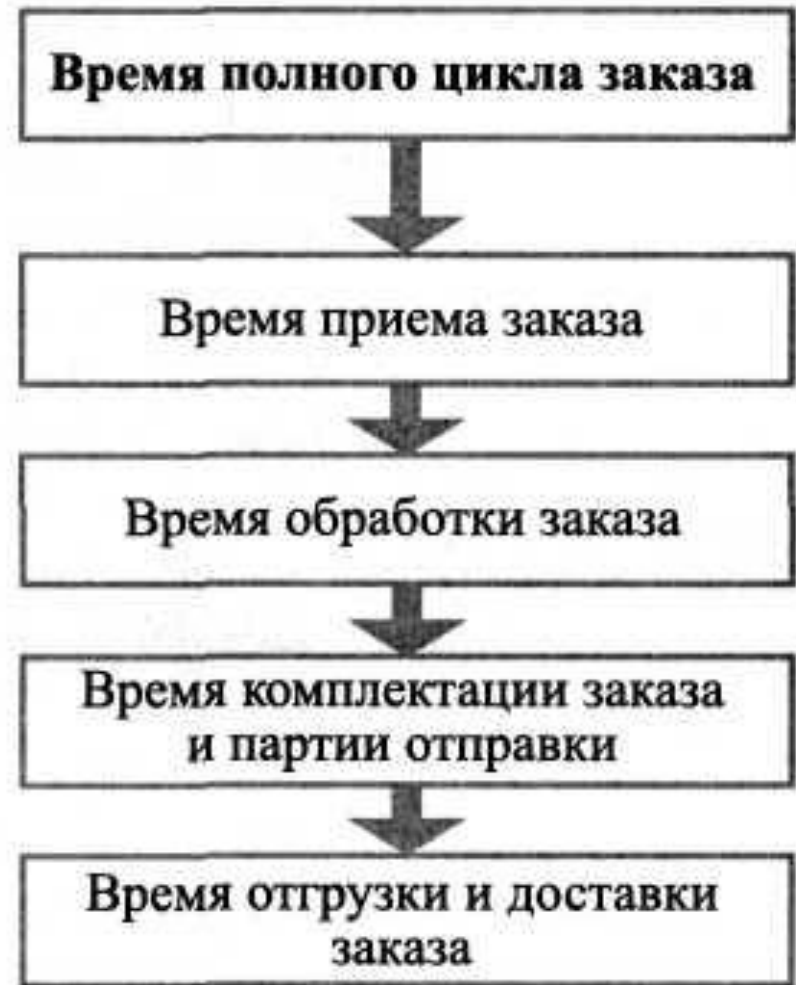 Время полного цикла заказа
Время приема заказа
Время обработки заказа
Время комплектации заказа
и партии отправки
Время отгрузки и доставки
заказа